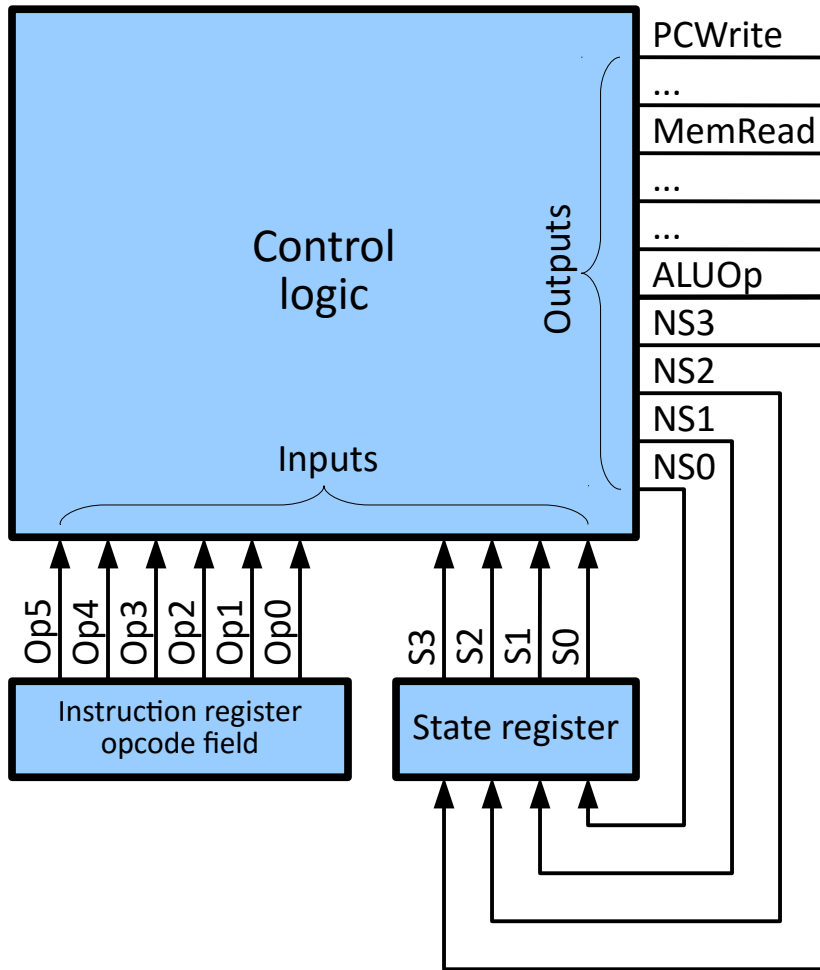 PCWrite
...
MemRead
...
...
ALUOp
NS3
NS2
NS1
NS0
Control
logic
Outputs
Inputs
Op5
Op4
Op3
Op2
Op1
Op0
S3
S2
S1
S0
Instruction register
opcode field
State register